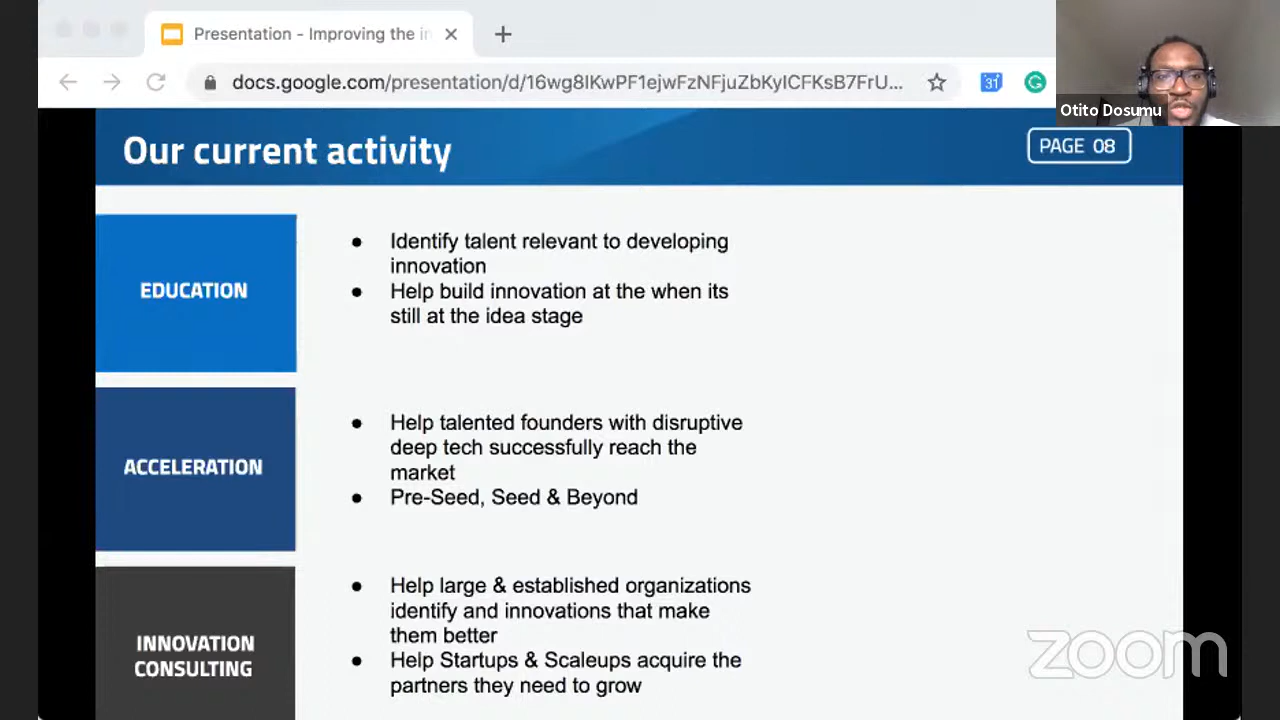 Presentation - Improving the in
docs.google.com/presentation/d/16wg8IKwPF1ejwFzNFjuZbKyICFKsB7FrU...
31
G
Otito Dosumu
Our current activity
PAGE 08
EDUCATION
● Identify talent relevant to developing
innovation
● Help build innovation at the when its
still at the idea stage
ACCELERATION
● Help talented founders with disruptive
deep tech successfully reach the
market
● Pre-Seed, Seed & Beyond
INNOVATION
CONSULTING
● Help large & established organizations
identify and innovations that make
them better
● Help Startups & Scaleups acquire the
partners they need to grow
zoom